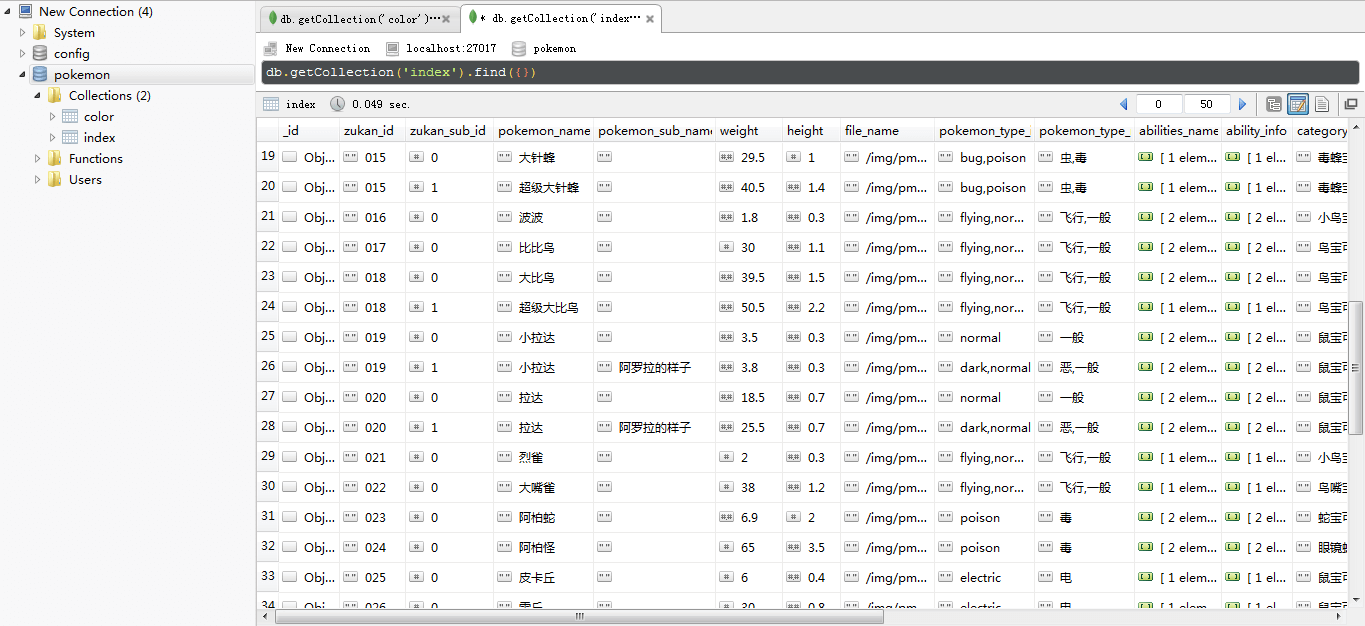 New Connection (4)
System
config
pokemon
Collections (2)
color
index
Functions
Users
db.getCollection('color')⋯ * db.getCollection('index⋯
New Connection localhost:27017 pokemon
db.getCollection('index').find({})
index 0.049 sec. 0 50
_id zukan_id zukan_sub_id pokemon_name pokemon_sub_name weight height file_name pokemon_type_i pokemon_type_ abilities_name ability_info category
19 Obj... 015 0 大针蜂 29.5 1 /img/pm... bug,poison 虫,毒 [ 1 elem... [ 1 el... 毒蜂宝
20 Obj... 015 1 超级大针蜂 40.5 1.4 /img/pm... bug,poison 虫,毒 [ 1 elem... [ 1 el... 毒蜂宝
21 Obj... 016 0 波波 1.8 0.3 /img/pm... flying,nor... 飞行,一般 [ 2 elem... [ 2 el... 小鸟宝
22 Obj... 017 0 比比鸟 30 1.1 /img/pm... flying,nor... 飞行,一般 [ 2 elem... [ 2 el... 鸟宝可
23 Obj... 018 0 大比鸟 39.5 1.5 /img/pm... flying,nor... 飞行,一般 [ 2 elem... [ 2 el... 鸟宝可
24 Obj... 018 1 超级大比鸟 50.5 2.2 /img/pm... flying,nor... 飞行,一般 [ 1 elem... [ 1 el... 鸟宝可
25 Obj... 019 0 小拉达 3.5 0.3 /img/pm... normal 一般 [ 2 elem... [ 2 el... 鼠宝可
26 Obj... 019 1 小拉达 阿罗拉的样子 3.8 0.3 /img/pm... dark,normal 恶,一般 [ 2 elem... [ 2 el... 鼠宝可
27 Obj... 020 0 拉达 18.5 0.7 /img/pm... normal 一般 [ 2 elem... [ 2 el... 鼠宝可
28 Obj... 020 1 拉达 阿罗拉的样子 25.5 0.7 /img/pm... dark,normal 恶,一般 [ 2 elem... [ 2 el... 鼠宝可
29 Obj... 021 0 烈雀 2 0.3 /img/pm... flying,nor... 飞行,一般 [ 1 elem... [ 1 el... 小鸟宝
30 Obj... 022 0 大嘴雀 38 1.2 /img/pm... flying,nor... 飞行,一般 [ 1 elem... [ 1 el... 鸟嘴宝
31 Obj... 023 0 阿柏蛇 6.9 2 /img/pm... poison 毒 [ 2 elem... [ 2 el... 蛇宝可
32 Obj... 024 0 阿柏怪 65 3.5 /img/pm... poison 毒 [ 2 elem... [ 2 el... 眼镜蛇
33 Obj... 025 0 皮卡丘 6 0.4 /img/pm... electric 电 [ 1 elem... [ 1 el... 鼠宝可
34 Obj... 026 0 雷丘 30 0.8 /img/pm... electric 电 [ 1 elem... [ 1 el... 鼠宝可